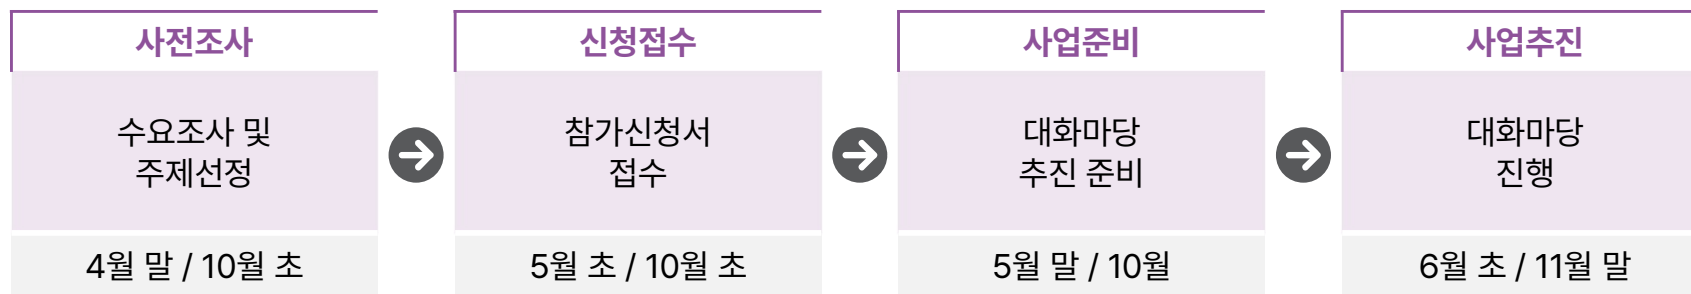 사전조사
수요조사 및
주제선정
4월 말 / 10월 초
신청접수
참가신청서
접수
5월 초 / 10월 초
사업준비
대화마당
추진 준비
5월 말 / 10월
사업추진
대화마당
진행
6월 초 / 11월 말